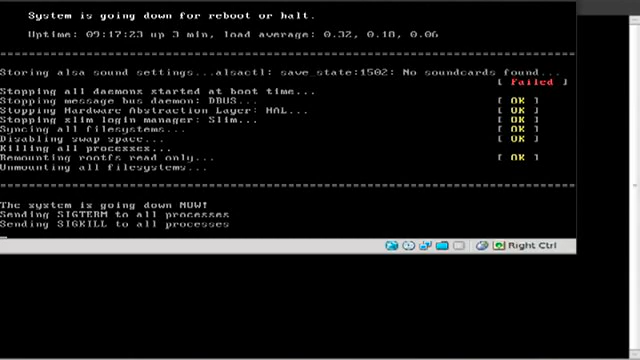 System is going down for reboot or halt.
Uptime: 09:17:23 up 3 min, load average: 0.32, 0.18, 0.06
Storing alsa sound settings...alsactl: save_state:1502: No soundcards found...
[ Failed ]
Stopping all daemons started at boot time...
Stopping message bus daemon: DBUS... [ OK ]
Stopping Hardware Abstraction Layer: HAL... [ OK ]
Stopping slim login manager: Slim... [ OK ]
Syncing all filesystems... [ OK ]
Disabling swap space... [ OK ]
Killing all processes...
Remounting rootfs read only... [ OK ]
Unmounting all filesystems...
The system is going down NOW!
Sending SIGTERM to all processes
Sending SIGKILL to all processes
Right Ctrl